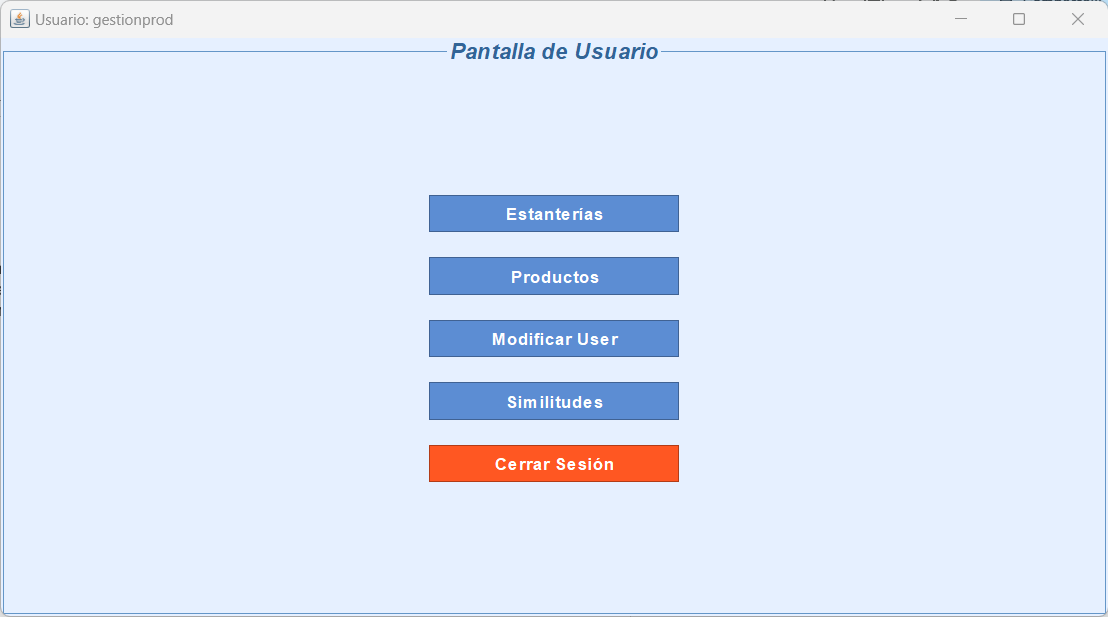 Usuario: gestionprod
Pantalla de Usuario
Estanterías
Productos
Modificar User
Similitudes
Cerrar Sesión